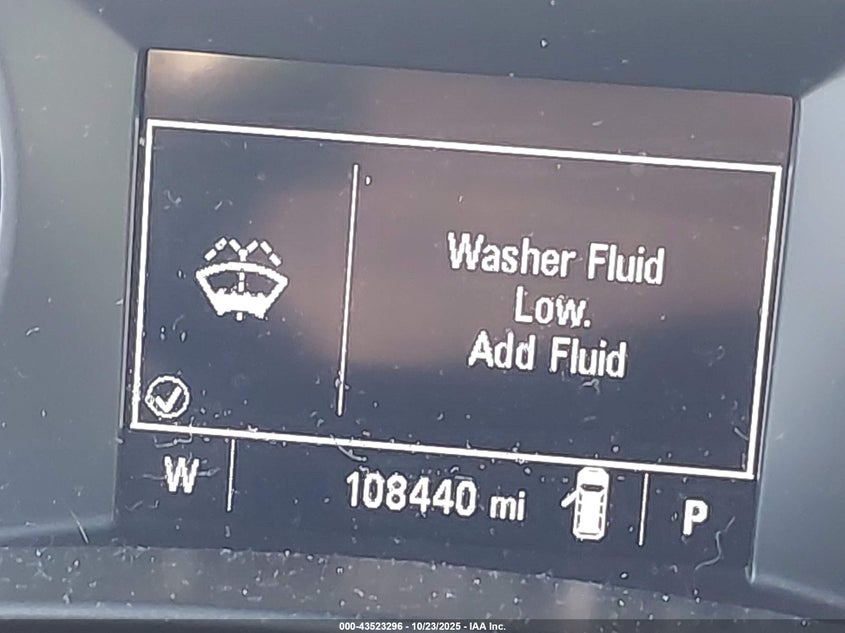 Washer Fluid
Low.
Add Fluid
W 108440 mi P
000-43523296 - 10/23/2025 - IAA Inc.